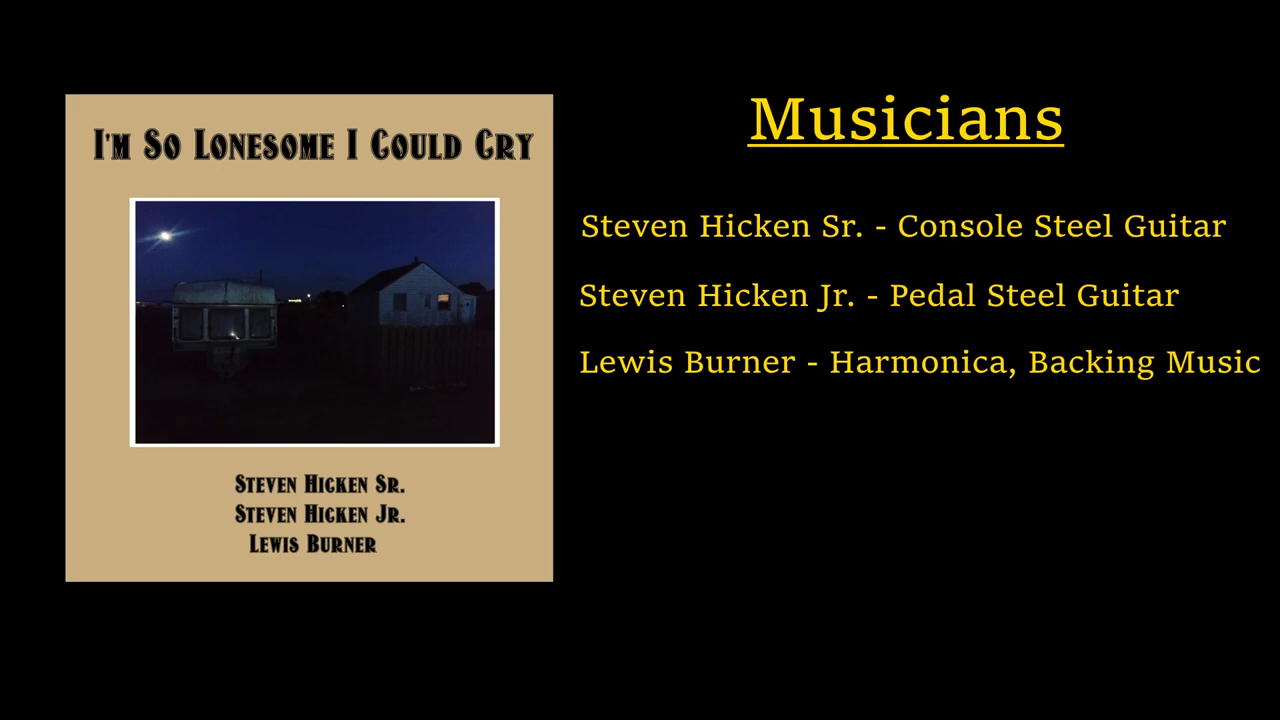 I'm So Lonesome I Could Cry
Steven Hicken Sr.
Steven Hicken Jr.
Lewis Burner
Musicians
Steven Hicken Sr. - Console Steel Guitar
Steven Hicken Jr. - Pedal Steel Guitar
Lewis Burner - Harmonica, Backing Music